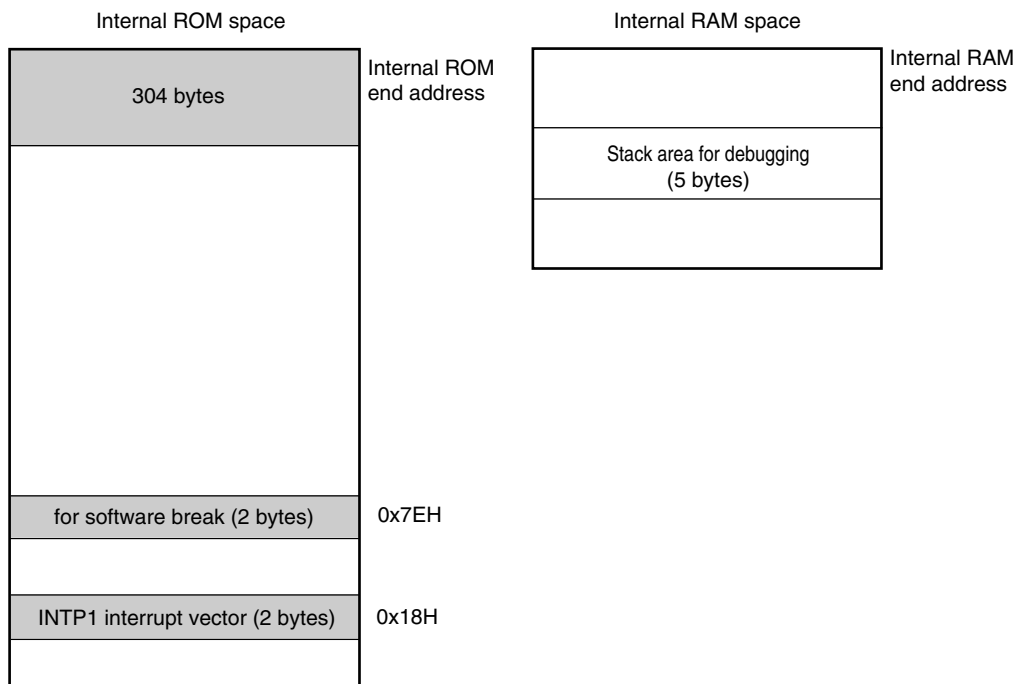 Internal ROM space
304 bytes
Internal ROM
end address
for software break (2 bytes)
0x7EH
INTP1 interrupt vector (2 bytes)
0x18H
Internal RAM space
Internal RAM
end address
Stack area for debugging
(5 bytes)